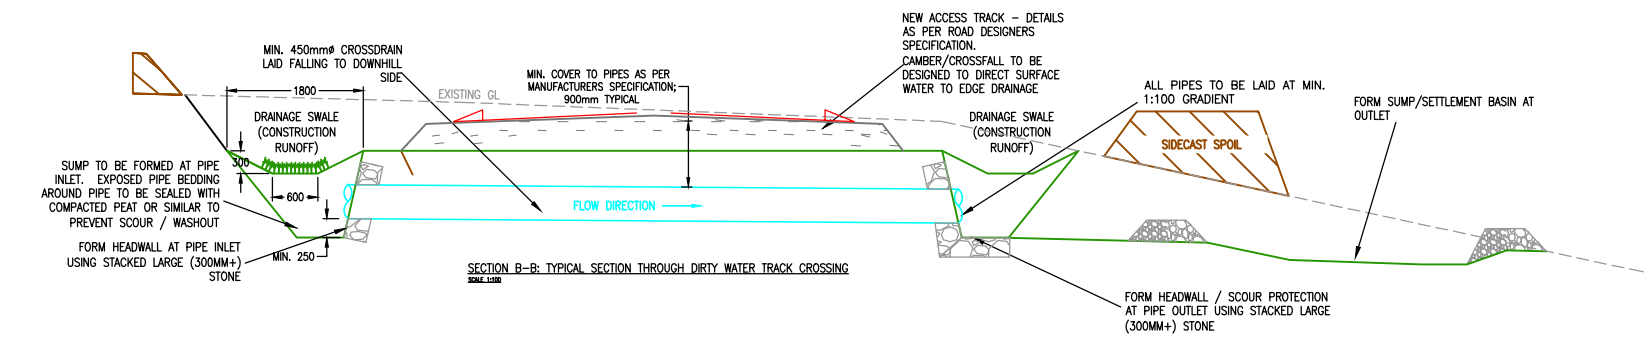 NEW ACCESS TRACK - DETAILS
AS PER ROAD DESIGNERS
SPECIFICATION.
CAMBER/CROSSFALL TO BE
DESIGNED TO DIRECT SURFACE
WATER TO EDGE DRAINAGE
MIN. 450mmø CROSSDRAIN
LAID FALLING TO DOWNHILL
SIDE
MIN. COVER TO PIPES AS PER
MANUFACTURERS SPECIFICATION;
900mm TYPICAL
ALL PIPES TO BE LAID AT MIN.
1:100 GRADIENT
FORM SUMP/SETTLEMENT BASIN AT
OUTLET
1800
EXISTING GL
DRAINAGE SWALE
(CONSTRUCTION
RUNOFF)
DRAINAGE SWALE
(CONSTRUCTION
RUNOFF)
SIDECAST SPOIL
300
600
SUMP TO BE FORMED AT PIPE
INLET. EXPOSED PIPE BEDDING
AROUND PIPE TO BE SEALED WITH
COMPACTED PEAT OR SIMILAR TO
PREVENT SCOUR / WASHOUT
FLOW DIRECTION
FORM HEADWALL AT PIPE INLET
USING STACKED LARGE (300MM+)
STONE
MIN. 250
SECTION B-B: TYPICAL SECTION THROUGH DIRTY WATER TRACK CROSSING
SCALE 1:100
FORM HEADWALL / SCOUR PROTECTION
AT PIPE OUTLET USING STACKED LARGE
(300MM+) STONE